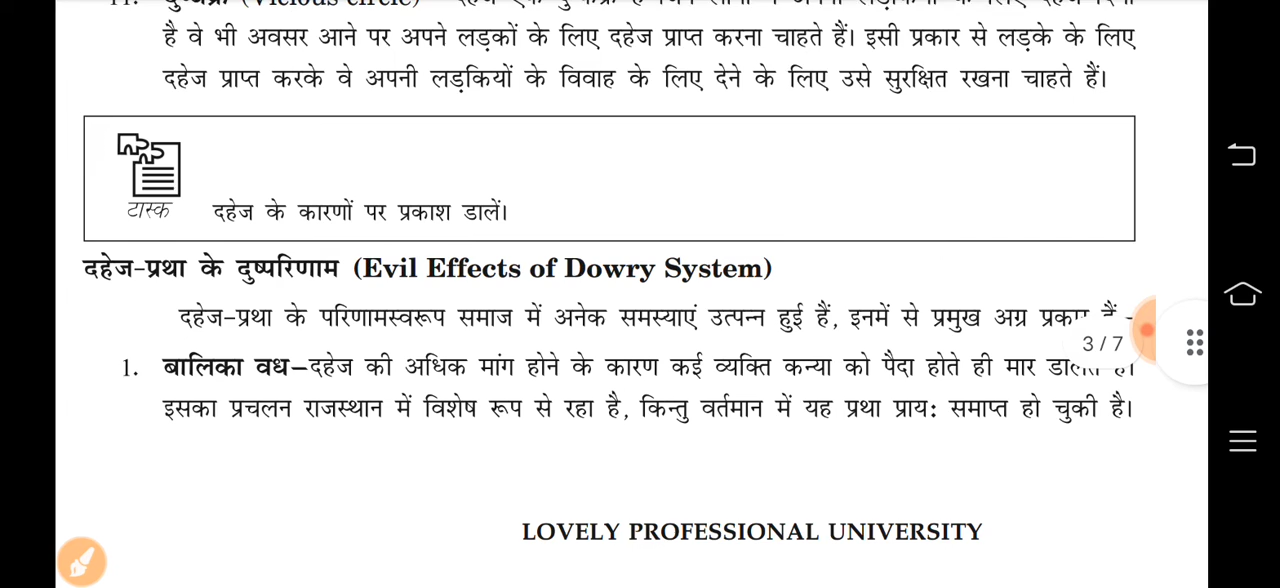 है वे भी अवसर आने पर अपने लड़कों के लिए दहेज प्राप्त करना चाहते हैं। इसी प्रकार से लड़के के लिए
दहेज प्राप्त करके वे अपनी लड़कियों के विवाह के लिए देने के लिए उसे सुरक्षित रखना चाहते हैं।
टास्क
दहेज के कारणों पर प्रकाश डालें।
दहेज-प्रथा के दुष्परिणाम (Evil Effects of Dowry System)
दहेज-प्रथा के परिणामस्वरूप समाज में अनेक समस्याएं उत्पन्न हुई हैं, इनमें से प्रमुख अग्र प्रकार हैं -
3 / 7
1. बालिका वध–दहेज की अधिक मांग होने के कारण कई व्यक्ति कन्या को पैदा होते ही मार डालते हैं।
इसका प्रचलन राजस्थान में विशेष रूप से रहा है, किन्तु वर्तमान में यह प्रथा प्राय: समाप्त हो चुकी है।
LOVELY PROFESSIONAL UNIVERSITY